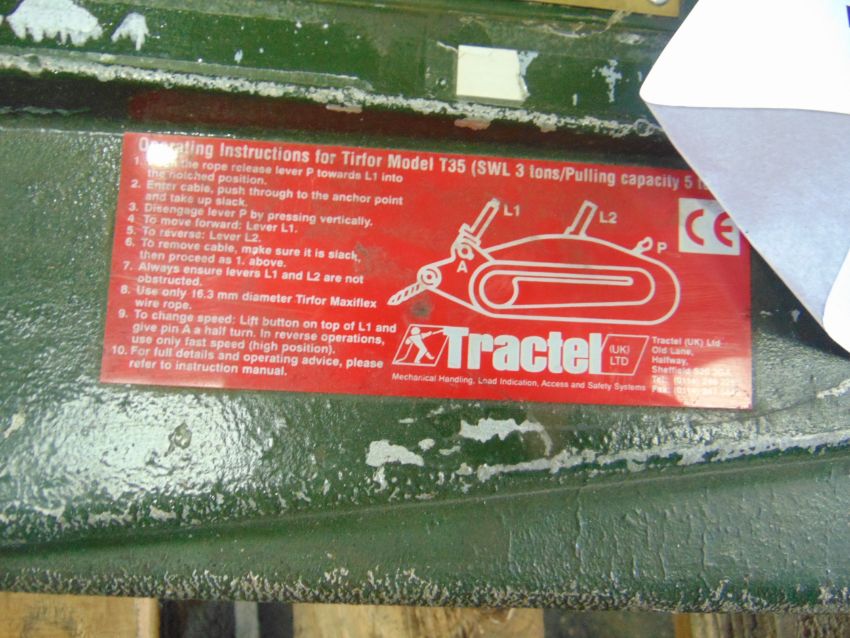 Operating Instructions for Tirfor Model T35 (SWL 3 tons/Pulling capacity 5
1. the rope release lever P towards L1 into
the notched position.
2. Enter cable, push through to the anchor point
and take up slack.
3. Disengage lever P by pressing vertically.
4. To move forward: Lever L1.
5. To reverse: Lever L2.
6. To remove cable, make sure it is slack,
then proceed as 1. above.
7. Always ensure levers L1 and L2 are not
obstructed.
8. Use only 16.3 mm diameter Tirfor Maxiflex
wire rope.
9. To change speed: Lift button on top of L1 and
give pin A a half turn. In reverse operations,
use only fast speed (high position).
10. For full details and operating advice, please
refer to instruction manual.
L1
L2
A
P
CE
Tractel
(UK)
LTD
Tractel (UK) Ltd
Old Lane,
Halfway,
Sheffield
Tel:
Fax:
Mechanical Handling, Load Indication, Access and Safety Systems